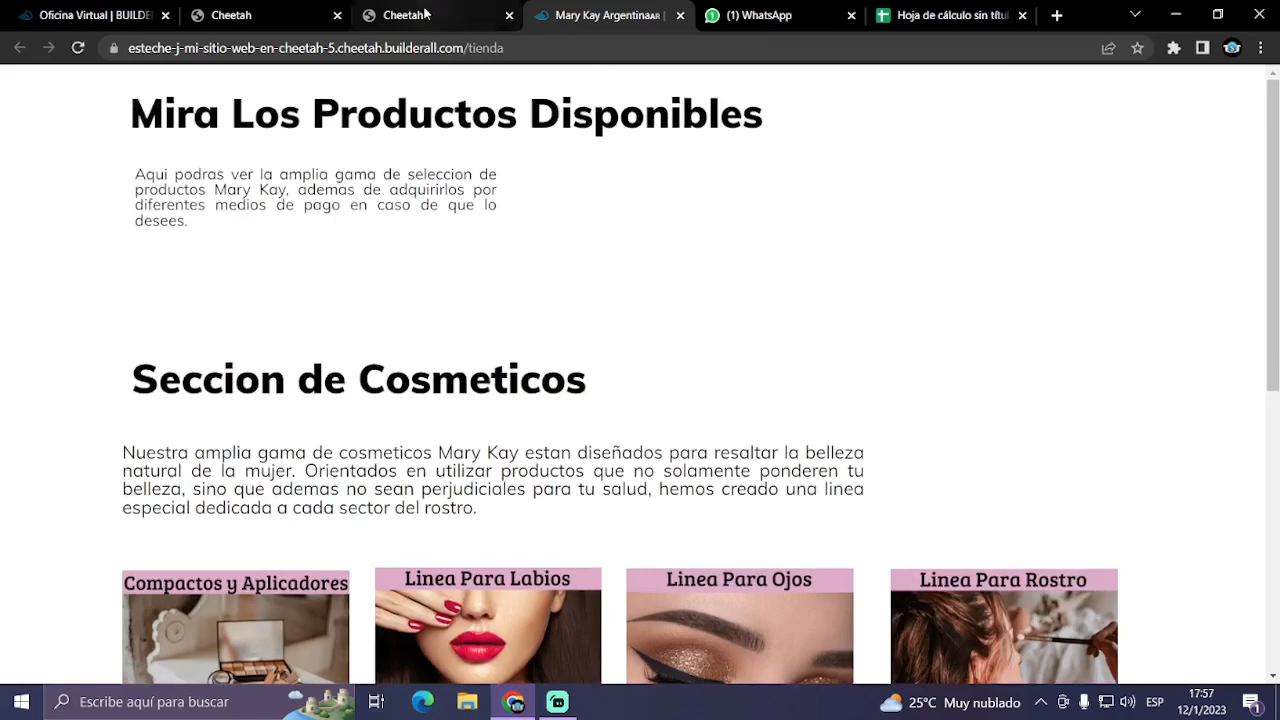 Oficina Virtual | BUILDE
Cheetah
Cheetah
Mary Kay Argentina🇦🇷 |
(1) WhatsApp
Hoja de cálculo sin títul
esteche-j-mi-sitio-web-en-cheetah-5.cheetah.builderall.com/tienda
Mira Los Productos Disponibles
Aqui podras ver la amplia gama de seleccion de
productos Mary Kay, ademas de adquirirlos por
diferentes medios de pago en caso de que lo
desees.
Seccion de Cosmeticos
Nuestra amplia gama de cosmeticos Mary Kay estan diseñados para resaltar la belleza
natural de la mujer. Orientados en utilizar productos que no solamente ponderen tu
belleza, sino que ademas no sean perjudiciales para tu salud, hemos creado una linea
especial dedicada a cada sector del rostro.
Compactos y Aplicadores
Linea Para Labios
Linea Para Ojos
Linea Para Rostro
Escribe aquí para buscar
25°C Muy nublado
ESP
17:57
12/1/2023
1